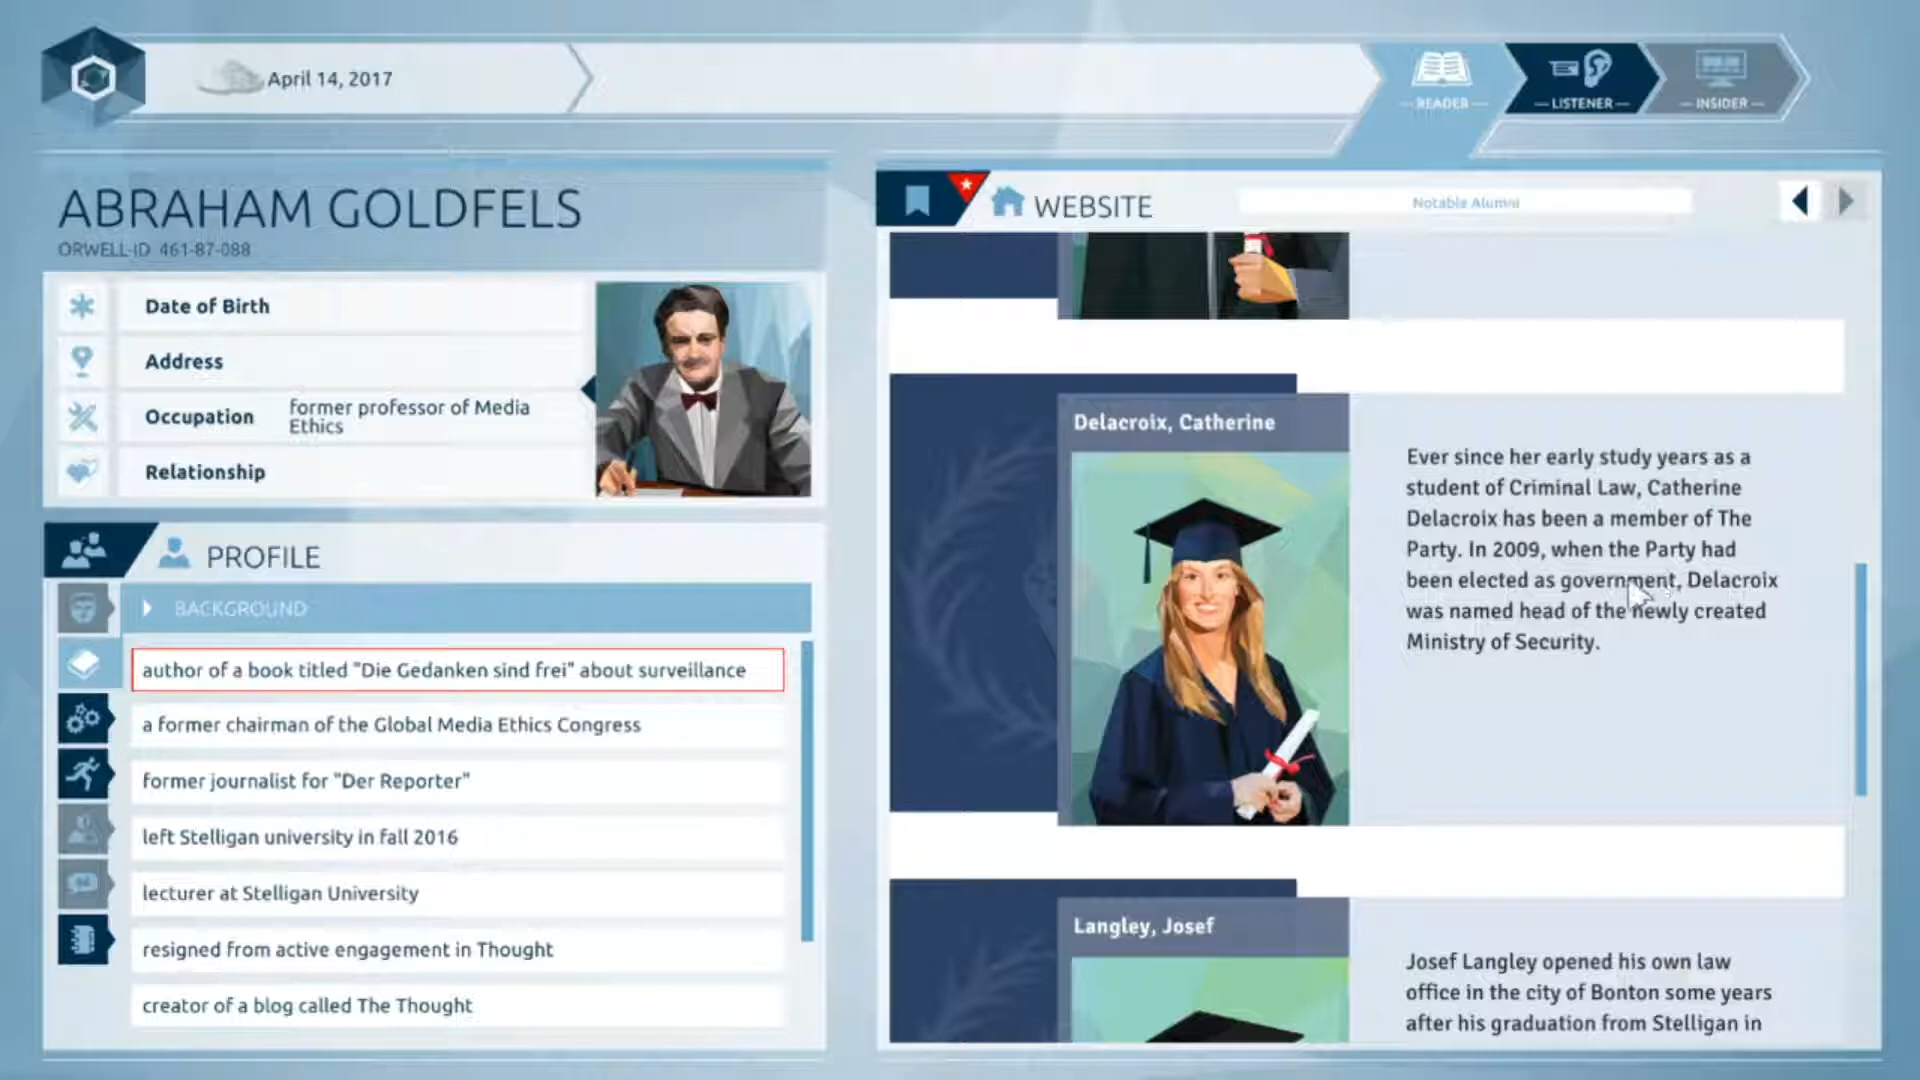 April 14, 2017
READER
LISTENER
INSIDER
ABRAHAM GOLDFELS
ORWELL-ID 461-87-088
Date of Birth
Address
Occupation former professor of Media
Ethics
Relationship
PROFILE
BACKGROUND
author of a book titled "Die Gedanken sind frei" about surveillance
a former chairman of the Global Media Ethics Congress
former journalist for "Der Reporter"
left Stelligan university in fall 2016
lecturer at Stelligan University
resigned from active engagement in Thought
creator of a blog called The Thought
WEBSITE
Notable Alumni
Delacroix, Catherine
Ever since her early study years as a
student of Criminal Law, Catherine
Delacroix has been a member of The
Party. In 2009, when the Party had
been elected as government, Delacroix
was named head of the newly created
Ministry of Security.
Langley, Josef
Josef Langley opened his own law
office in the city of Bonton some years
after his graduation from Stelligan in